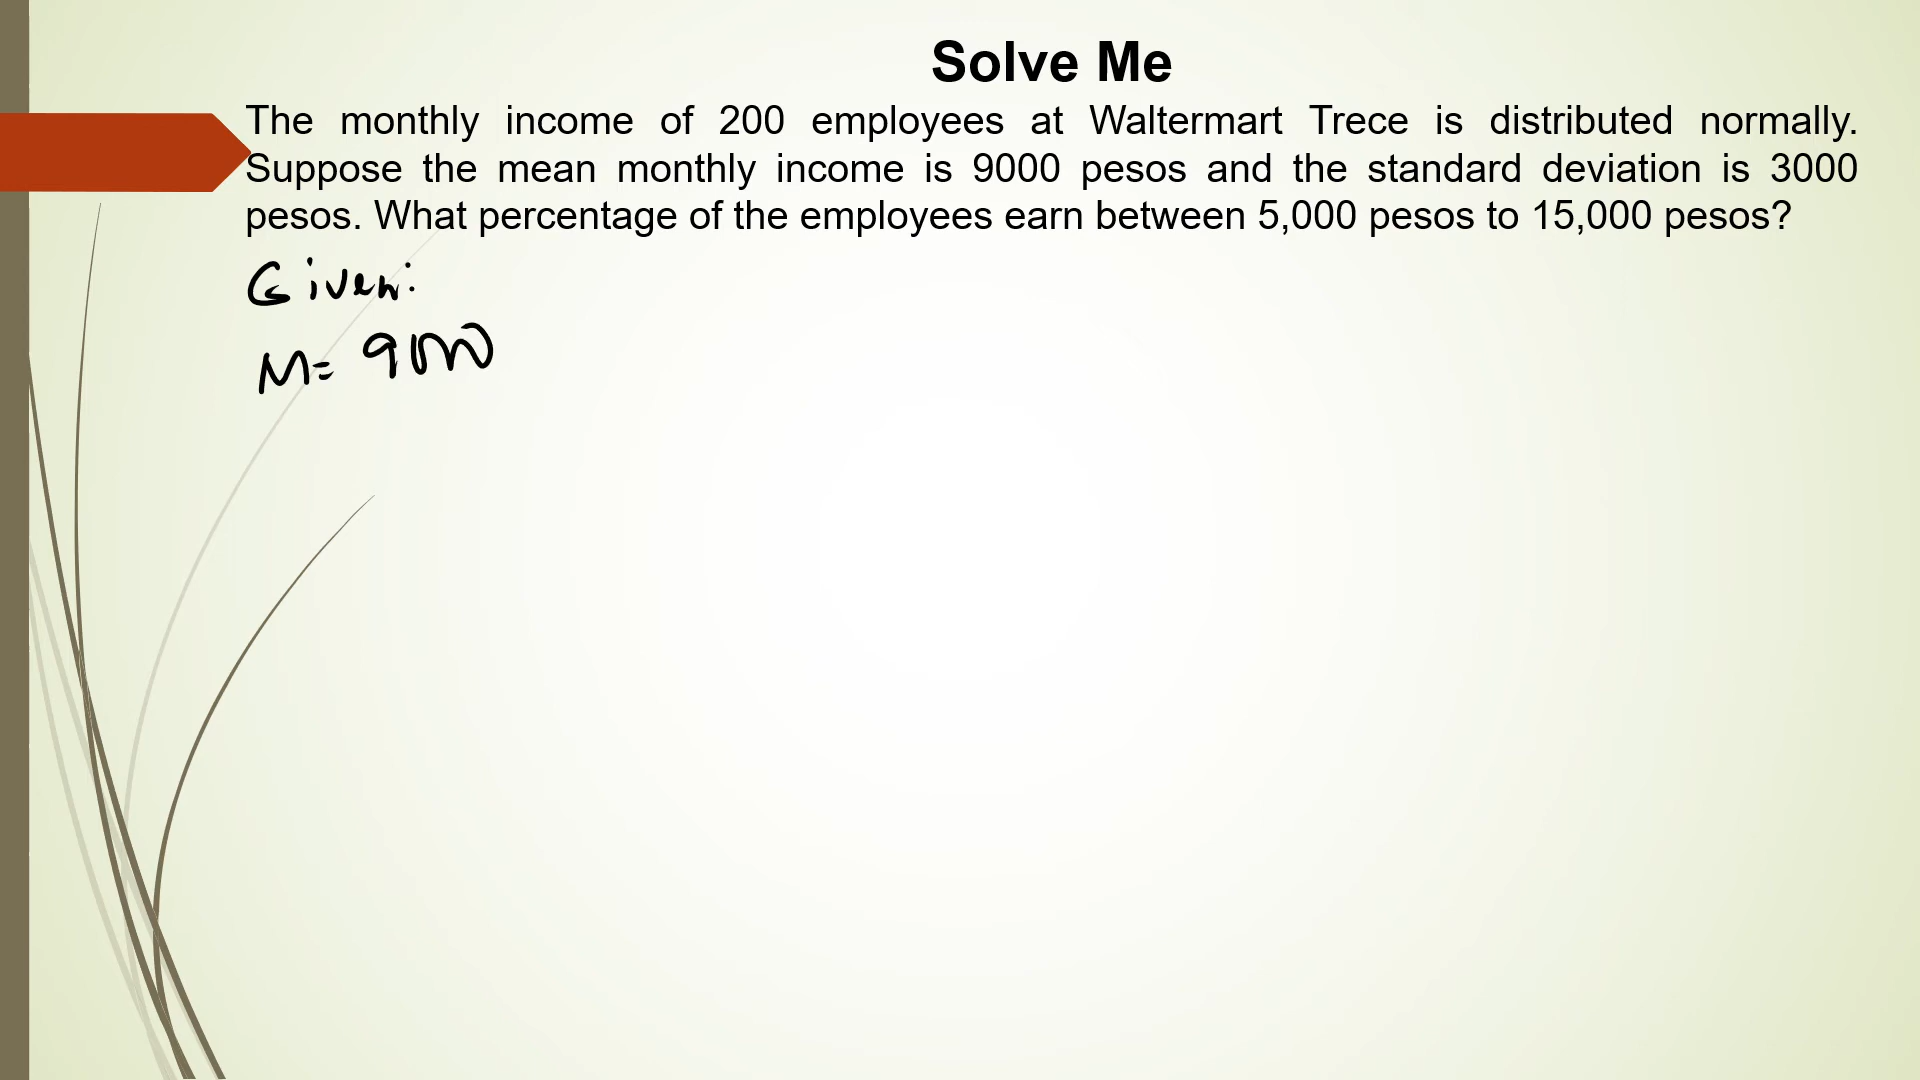 Solve Me
The monthly income of 200 employees at Waltermart Trece is distributed normally.
Suppose the mean monthly income is 9000 pesos and the standard deviation is 3000
pesos. What percentage of the employees earn between 5,000 pesos to 15,000 pesos?
Given:
M= 9000